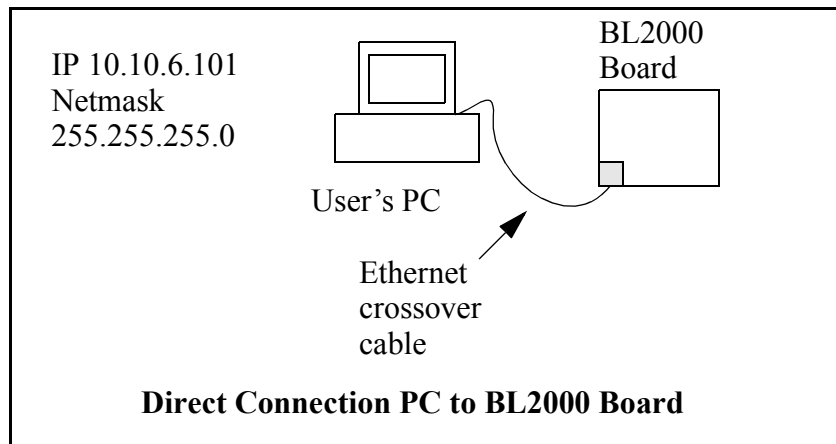 IP 10.10.6.101
Netmask
255.255.255.0
BL2000
Board
User’s PC
Ethernet
crossover
cable
Direct Connection PC to BL2000 Board